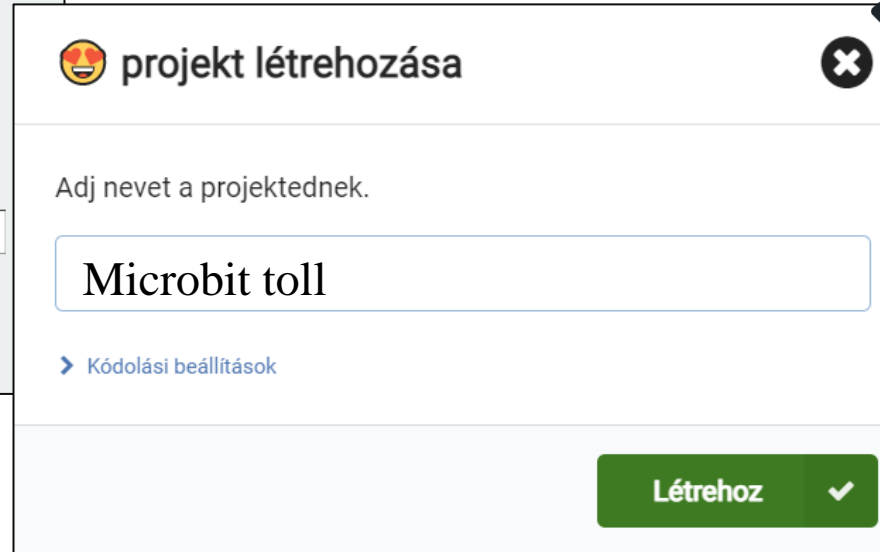 😍 projekt létrehozása
Adj nevet a projektednek.
Microbit toll
Kódolási beállítások
Létrehoz